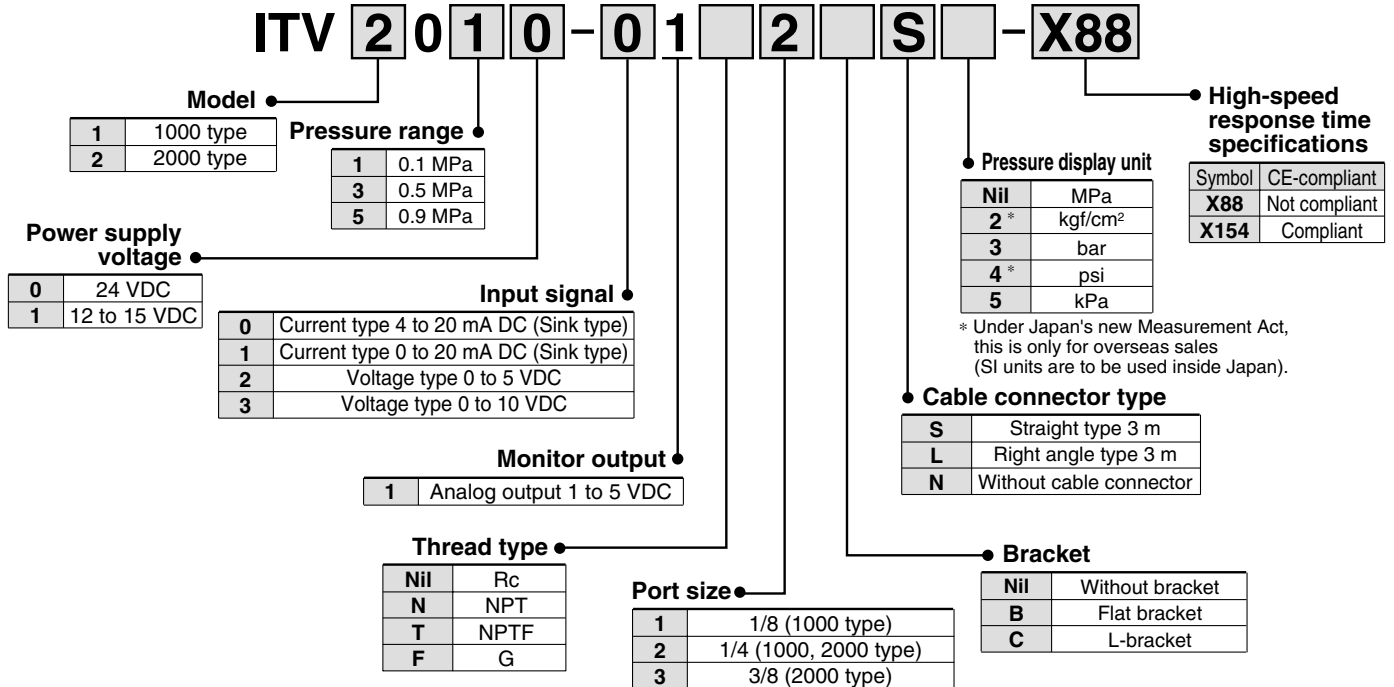 ITV 2 0 1 0 - 0 1 2 S - X88
Model
1 1000 type
2 2000 type
Pressure range
1 0.1 MPa
3 0.5 MPa
5 0.9 MPa
Power supply
voltage
0 24 VDC
1 12 to 15 VDC
Input signal
0 Current type 4 to 20 mA DC (Sink type)
1 Current type 0 to 20 mA DC (Sink type)
2 Voltage type 0 to 5 VDC
3 Voltage type 0 to 10 VDC
Monitor output
1 Analog output 1 to 5 VDC
Thread type
Nil Rc
N NPT
T NPTF
F G
Port size
1 1/8 (1000 type)
2 1/4 (1000, 2000 type)
3 3/8 (2000 type)
Bracket
Nil Without bracket
B Flat bracket
C L-bracket
Cable connector type
S Straight type 3 m
L Right angle type 3 m
N Without cable connector
Pressure display unit
Nil MPa
2 * kgf/cm²
3 bar
4 * psi
5 kPa
* Under Japan's new Measurement Act,
this is only for overseas sales
(SI units are to be used inside Japan).
High-speed
response time
specifications
Symbol CE-compliant
X88 Not compliant
X154 Compliant